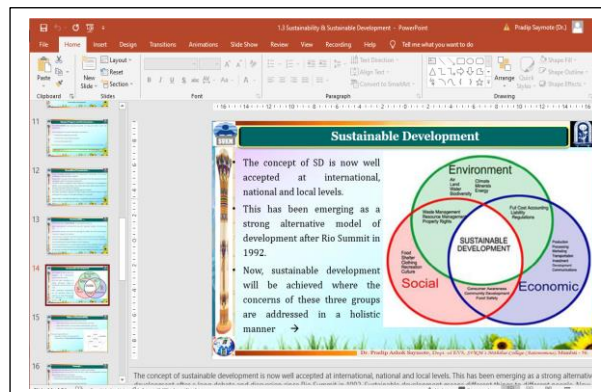 1.3 Sustainability & Sustainable Development - PowerPoint
Pradip Saymote (Dr.)
File Home Insert Design Transitions Animations Slide Show Review View Recording Help Tell me what you want to do
Paste
New
Slide
Layout
Reset
Section
Text Direction
Align Text
Convert to SmartArt
Arrange
Quick
Styles
Shape Fill
Shape Outline
Shape Effects
Clipboard Slides Font Paragraph Drawing
11
12
13
14
15
16
Sustainable Development
The concept of SD is now well
accepted at international,
national and local levels.
This has been emerging as a
strong alternative model of
development after Rio Summit in
1992.
Now, sustainable development
will be achieved where the
concerns of these three groups
are addressed in a holistic
manner →
Environment
Air
Land
Water
Biodiversity
Climate
Minerals
Energy
Waste Management
Resource Management
Property Rights
Full Cost Accounting
Liability
Regulations
SUSTAINABLE
DEVELOPMENT
Food
Shelter
Clothing
Recreation
Culture
Social
Production
Processing
Marketing
Transportation
Investment
Development
Communications
Economic
Consumer Awareness
Community Development
Food Safety
Dr. Pradip Ashok Saymote,
The concept of sustainable development is now well accepted at international, national and local levels. This has been emerging as a strong alternative